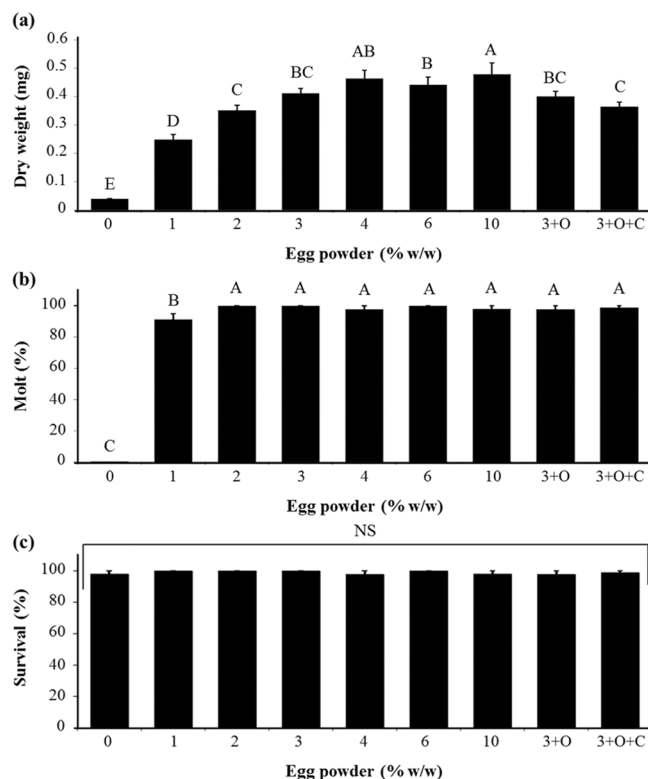 (a)
Dry weight (mg)
0.6
0.5
0.4
0.3
0.2
0.1
0
E
D
C
BC
AB
B
A
BC
C
0 1 2 3 4 6 10 3+O 3+O+C
Egg powder (% w/w)
(b)
Molt (%)
100
80
60
40
20
0
C
B
A
A
A
A
A
A
A
0 1 2 3 4 6 10 3+O 3+O+C
Egg powder (% w/w)
(c)
NS
Survival (%)
100
80
60
40
20
0
0 1 2 3 4 6 10 3+O 3+O+C
Egg powder (% w/w)